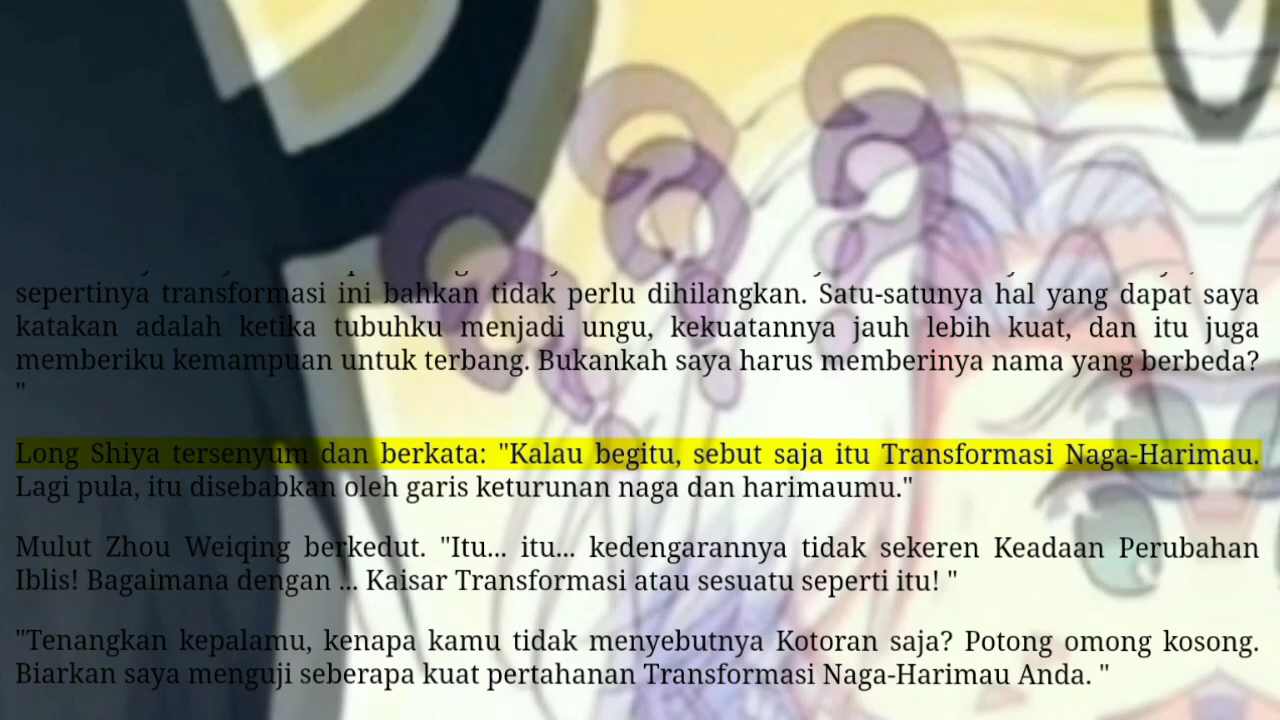 sepertinya transformasi ini bahkan tidak perlu dihilangkan. Satu-satunya hal yang dapat saya
katakan adalah ketika tubuhku menjadi ungu, kekuatannya jauh lebih kuat, dan itu juga
memberiku kemampuan untuk terbang. Bukankah saya harus memberinya nama yang berbeda?
"
Long Shiya tersenyum dan berkata: "Kalau begitu, sebut saja itu Transformasi Naga-Harimau.
Lagi pula, itu disebabkan oleh garis keturunan naga dan harimaumu."
Mulut Zhou Weiqing berkedut. "Itu... itu... kedengarannya tidak sekeren Keadaan Perubahan
Iblis! Bagaimana dengan ... Kaisar Transformasi atau sesuatu seperti itu! "
"Tenangkan kepalamu, kenapa kamu tidak menyebutnya Kotoran saja? Potong omong kosong.
Biarkan saya menguji seberapa kuat pertahanan Transformasi Naga-Harimau Anda. "